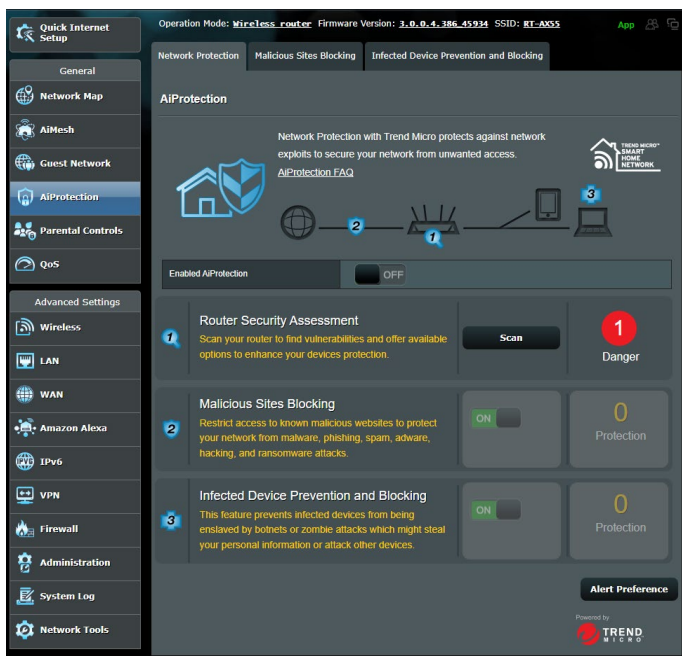 Quick Internet
Setup
Operation Mode: Wireless router Firmware Version: 3.0.0.4.386_45934 SSID: RT-AX55
App
General
Network Map
AiMesh
Guest Network
AiProtection
Parental Controls
QoS
Advanced Settings
Wireless
LAN
WAN
Amazon Alexa
IPv6
VPN
Firewall
Administration
System Log
Network Tools
Network Protection
Malicious Sites Blocking
Infected Device Prevention and Blocking
AiProtection
Network Protection with Trend Micro protects against network
exploits to secure your network from unwanted access.
AiProtection FAQ
TREND MICRO™
SMART
HOME
NETWORK
3
2
1
Enabled AiProtection
OFF
1
Router Security Assessment
Scan your router to find vulnerabilities and offer available
options to enhance your devices protection.
Scan
1
Danger
2
Malicious Sites Blocking
Restrict access to known malicious websites to protect
your network from malware, phishing, spam, adware,
hacking, and ransomware attacks.
ON
0
Protection
3
Infected Device Prevention and Blocking
This feature prevents infected devices from being
enslaved by botnets or zombie attacks which might steal
your personal information or attack other devices.
ON
0
Protection
Alert Preference
Powered by
TREND
MICRO